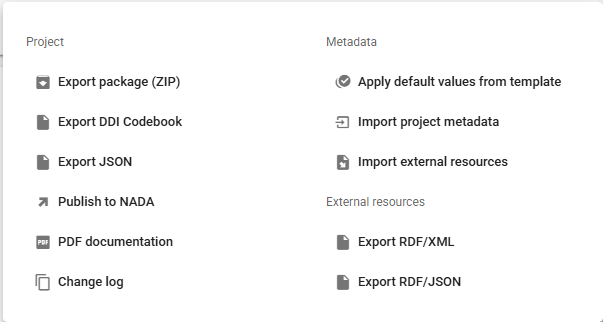 Project
Export package (ZIP)
Export DDI Codebook
Export JSON
Publish to NADA
PDF
PDF documentation
Change log
Metadata
Apply default values from template
Import project metadata
Import external resources
External resources
Export RDF/XML
Export RDF/JSON